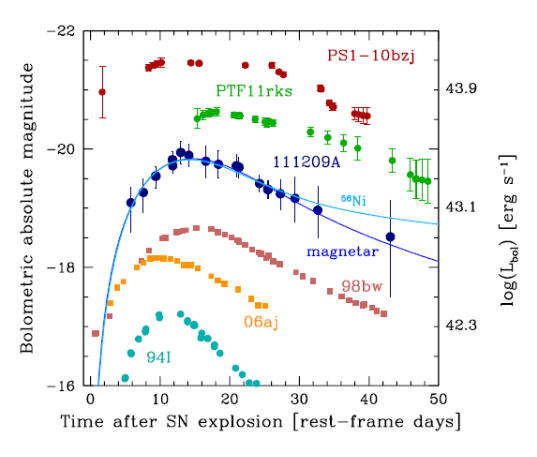 -22
PS1-10bzj
43.9
PTF11rks
-20
111209A
⁵⁶Ni
43.1
magnetar
-18
98bw
06aj
42.3
94I
-16
0 10 20 30 40 50
Time after SN explosion [rest-frame days]
Bolometric absolute magnitude
log(L_bol) [erg s⁻¹]